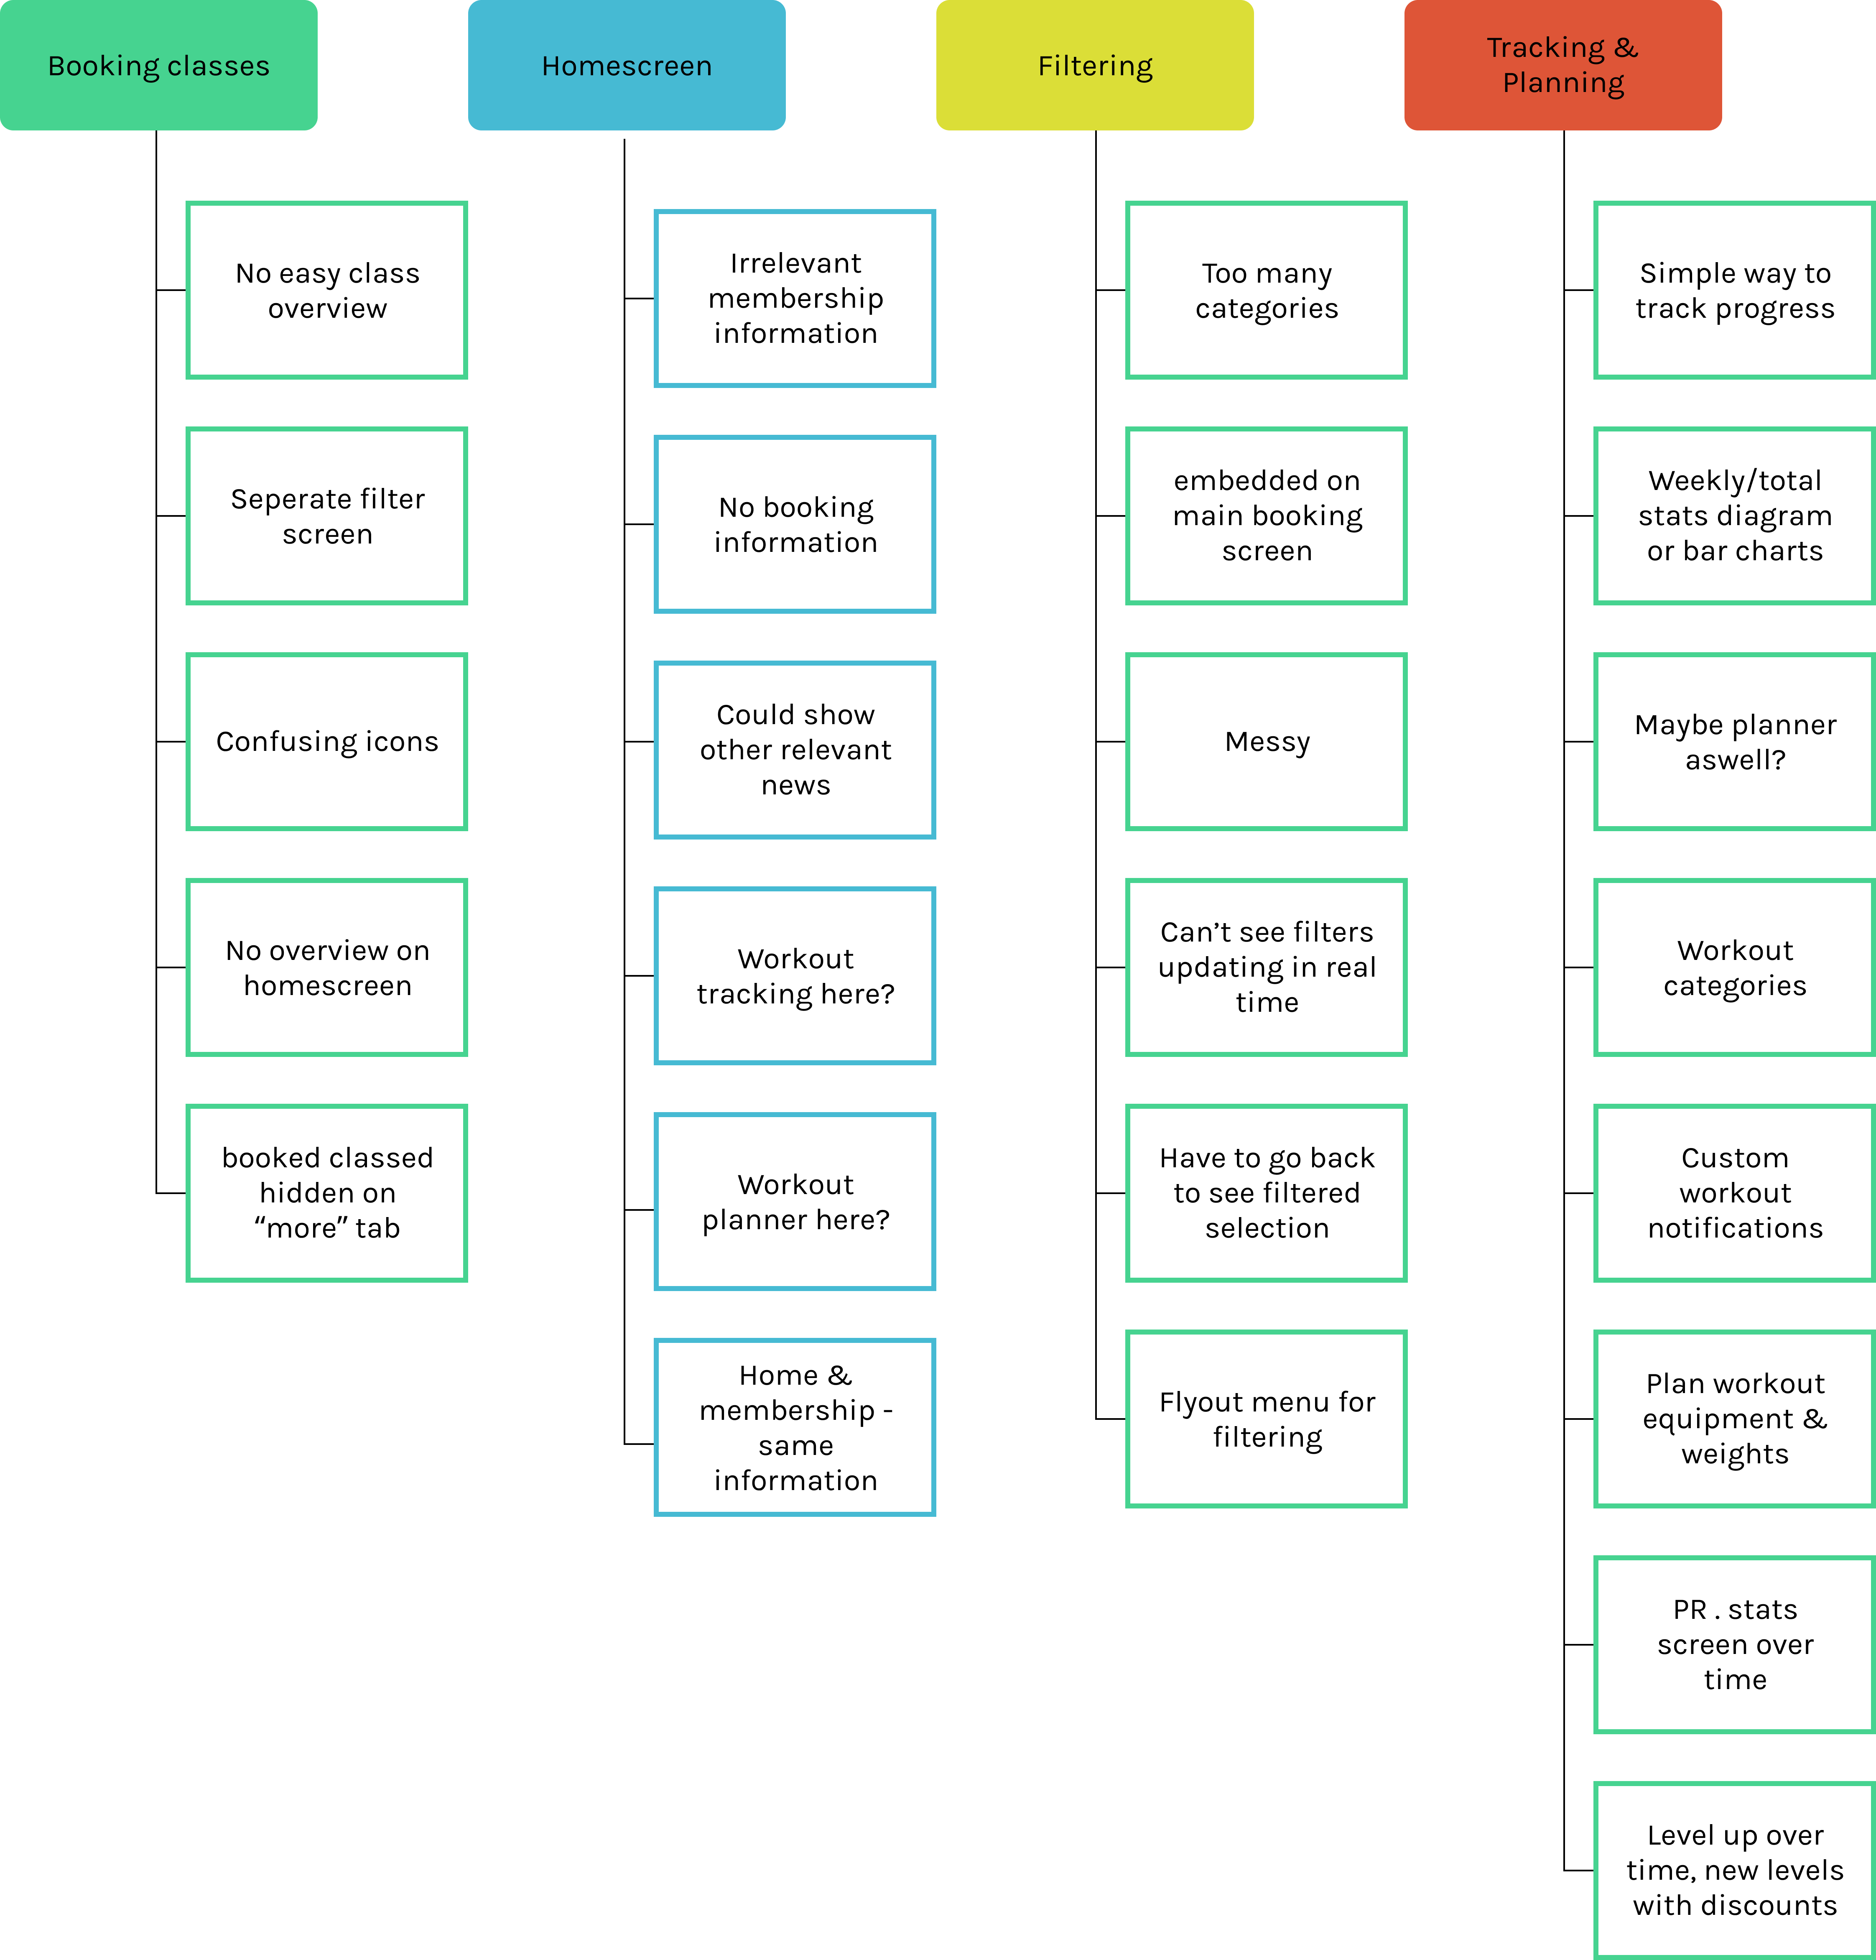 Booking classes
No easy class
overview
Seperate filter
screen
Confusing icons
No overview on
homescreen
booked classed
hidden on
“more” tab
Homescreen
Irrelevant
membership
information
No booking
information
Could show
other relevant
news
Workout
tracking here?
Workout
planner here?
Home &
membership -
same
information
Filtering
Too many
categories
embedded on
main booking
screen
Messy
Can’t see filters
updating in real
time
Have to go back
to see filtered
selection
Flyout menu for
filtering
Tracking &
Planning
Simple way to
track progress
Weekly/total
stats diagram
or bar charts
Maybe planner
aswell?
Workout
categories
Custom
workout
notifications
Plan workout
equipment &
weights
PR . stats
screen over
time
Level up over
time, new levels
with discounts